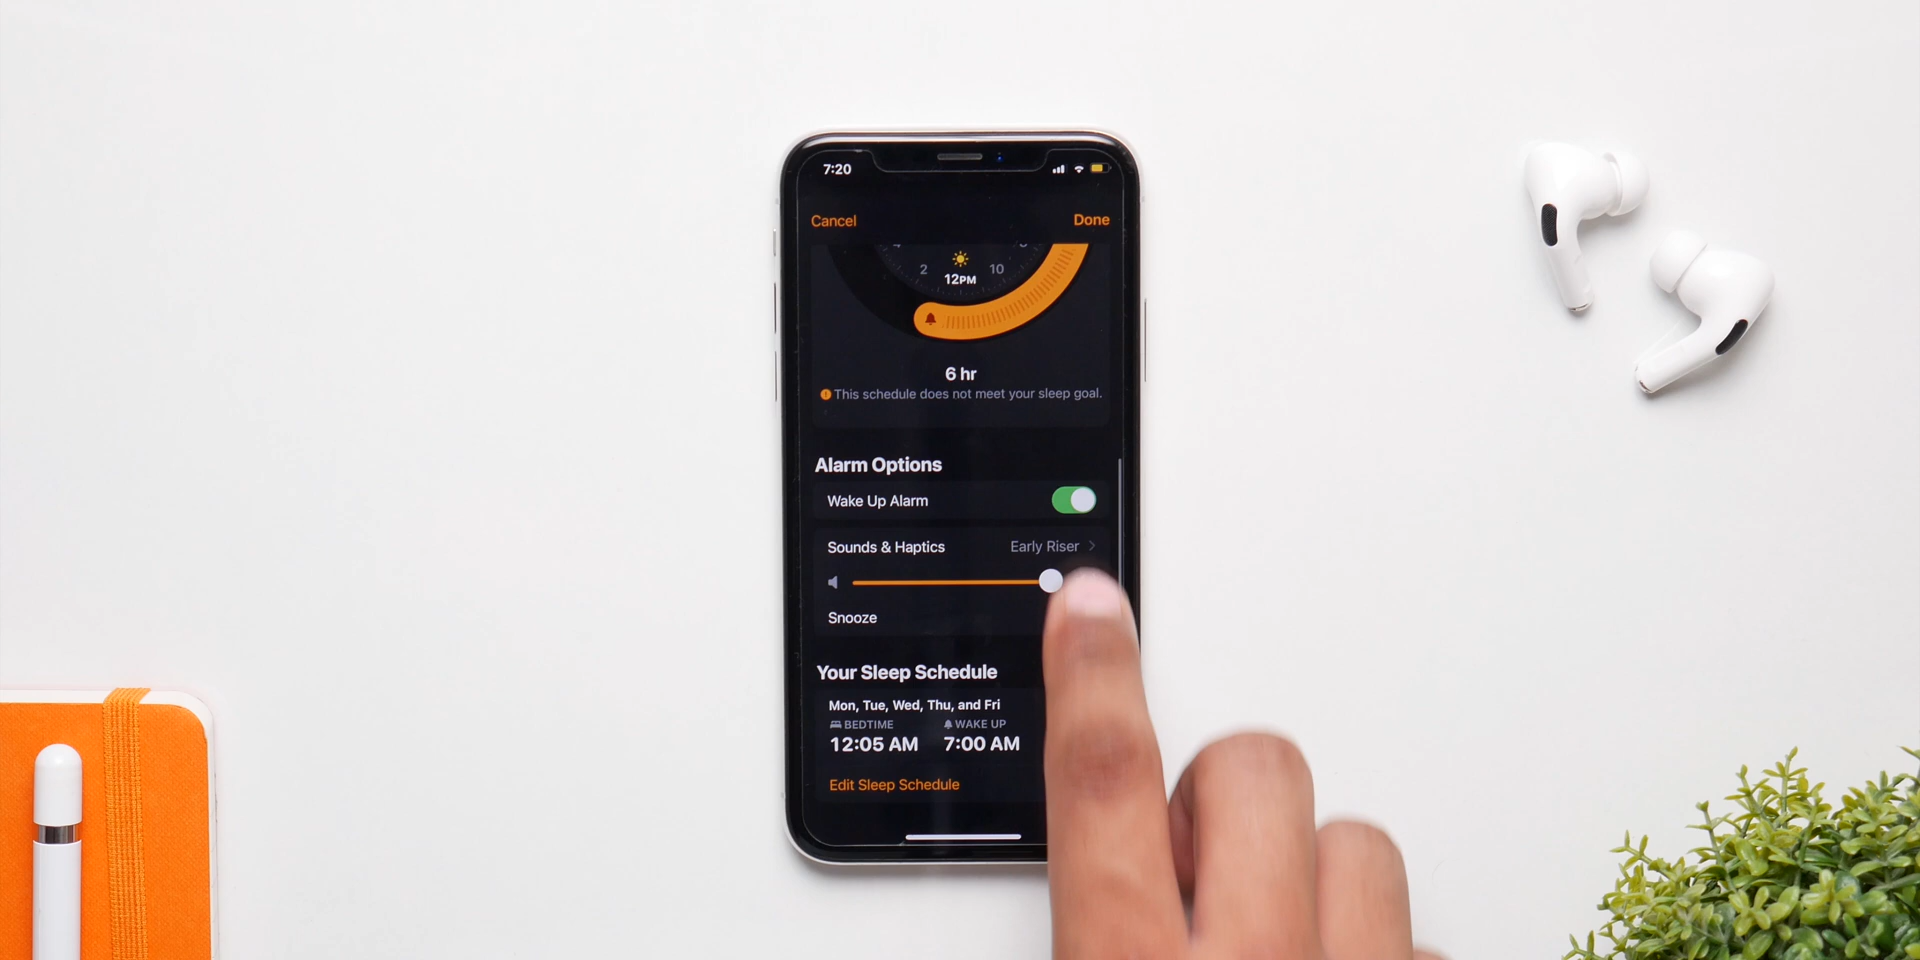 7:20
Cancel Done
2 10
12PM
6 hr
This schedule does not meet your sleep goal.
Alarm Options
Wake Up Alarm
Sounds & Haptics Early Riser
Snooze
Your Sleep Schedule
Mon, Tue, Wed, Thu, and Fri
BEDTIME WAKE UP
12:05 AM 7:00 AM
Edit Sleep Schedule